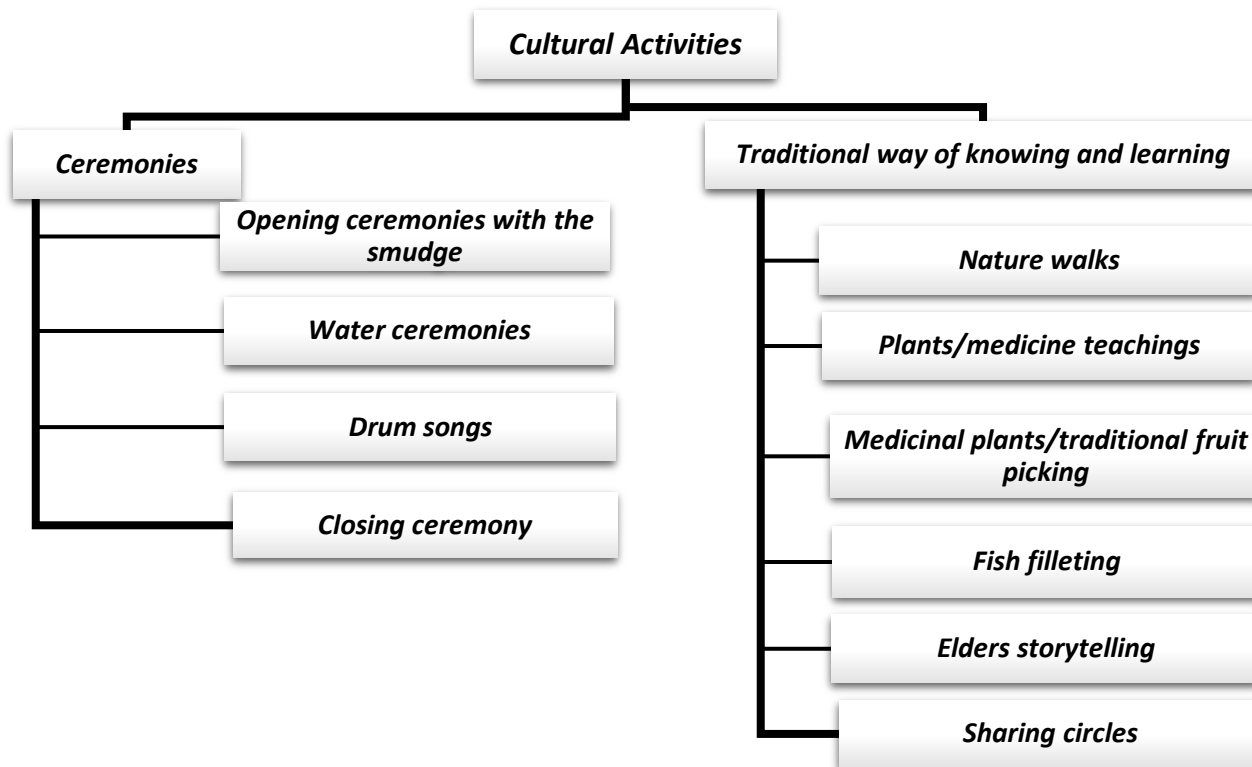 Cultural Activities
Ceremonies
Opening ceremonies with the
smudge
Water ceremonies
Drum songs
Closing ceremony
Traditional way of knowing and learning
Nature walks
Plants/medicine teachings
Medicinal plants/traditional fruit
picking
Fish filleting
Elders storytelling
Sharing circles